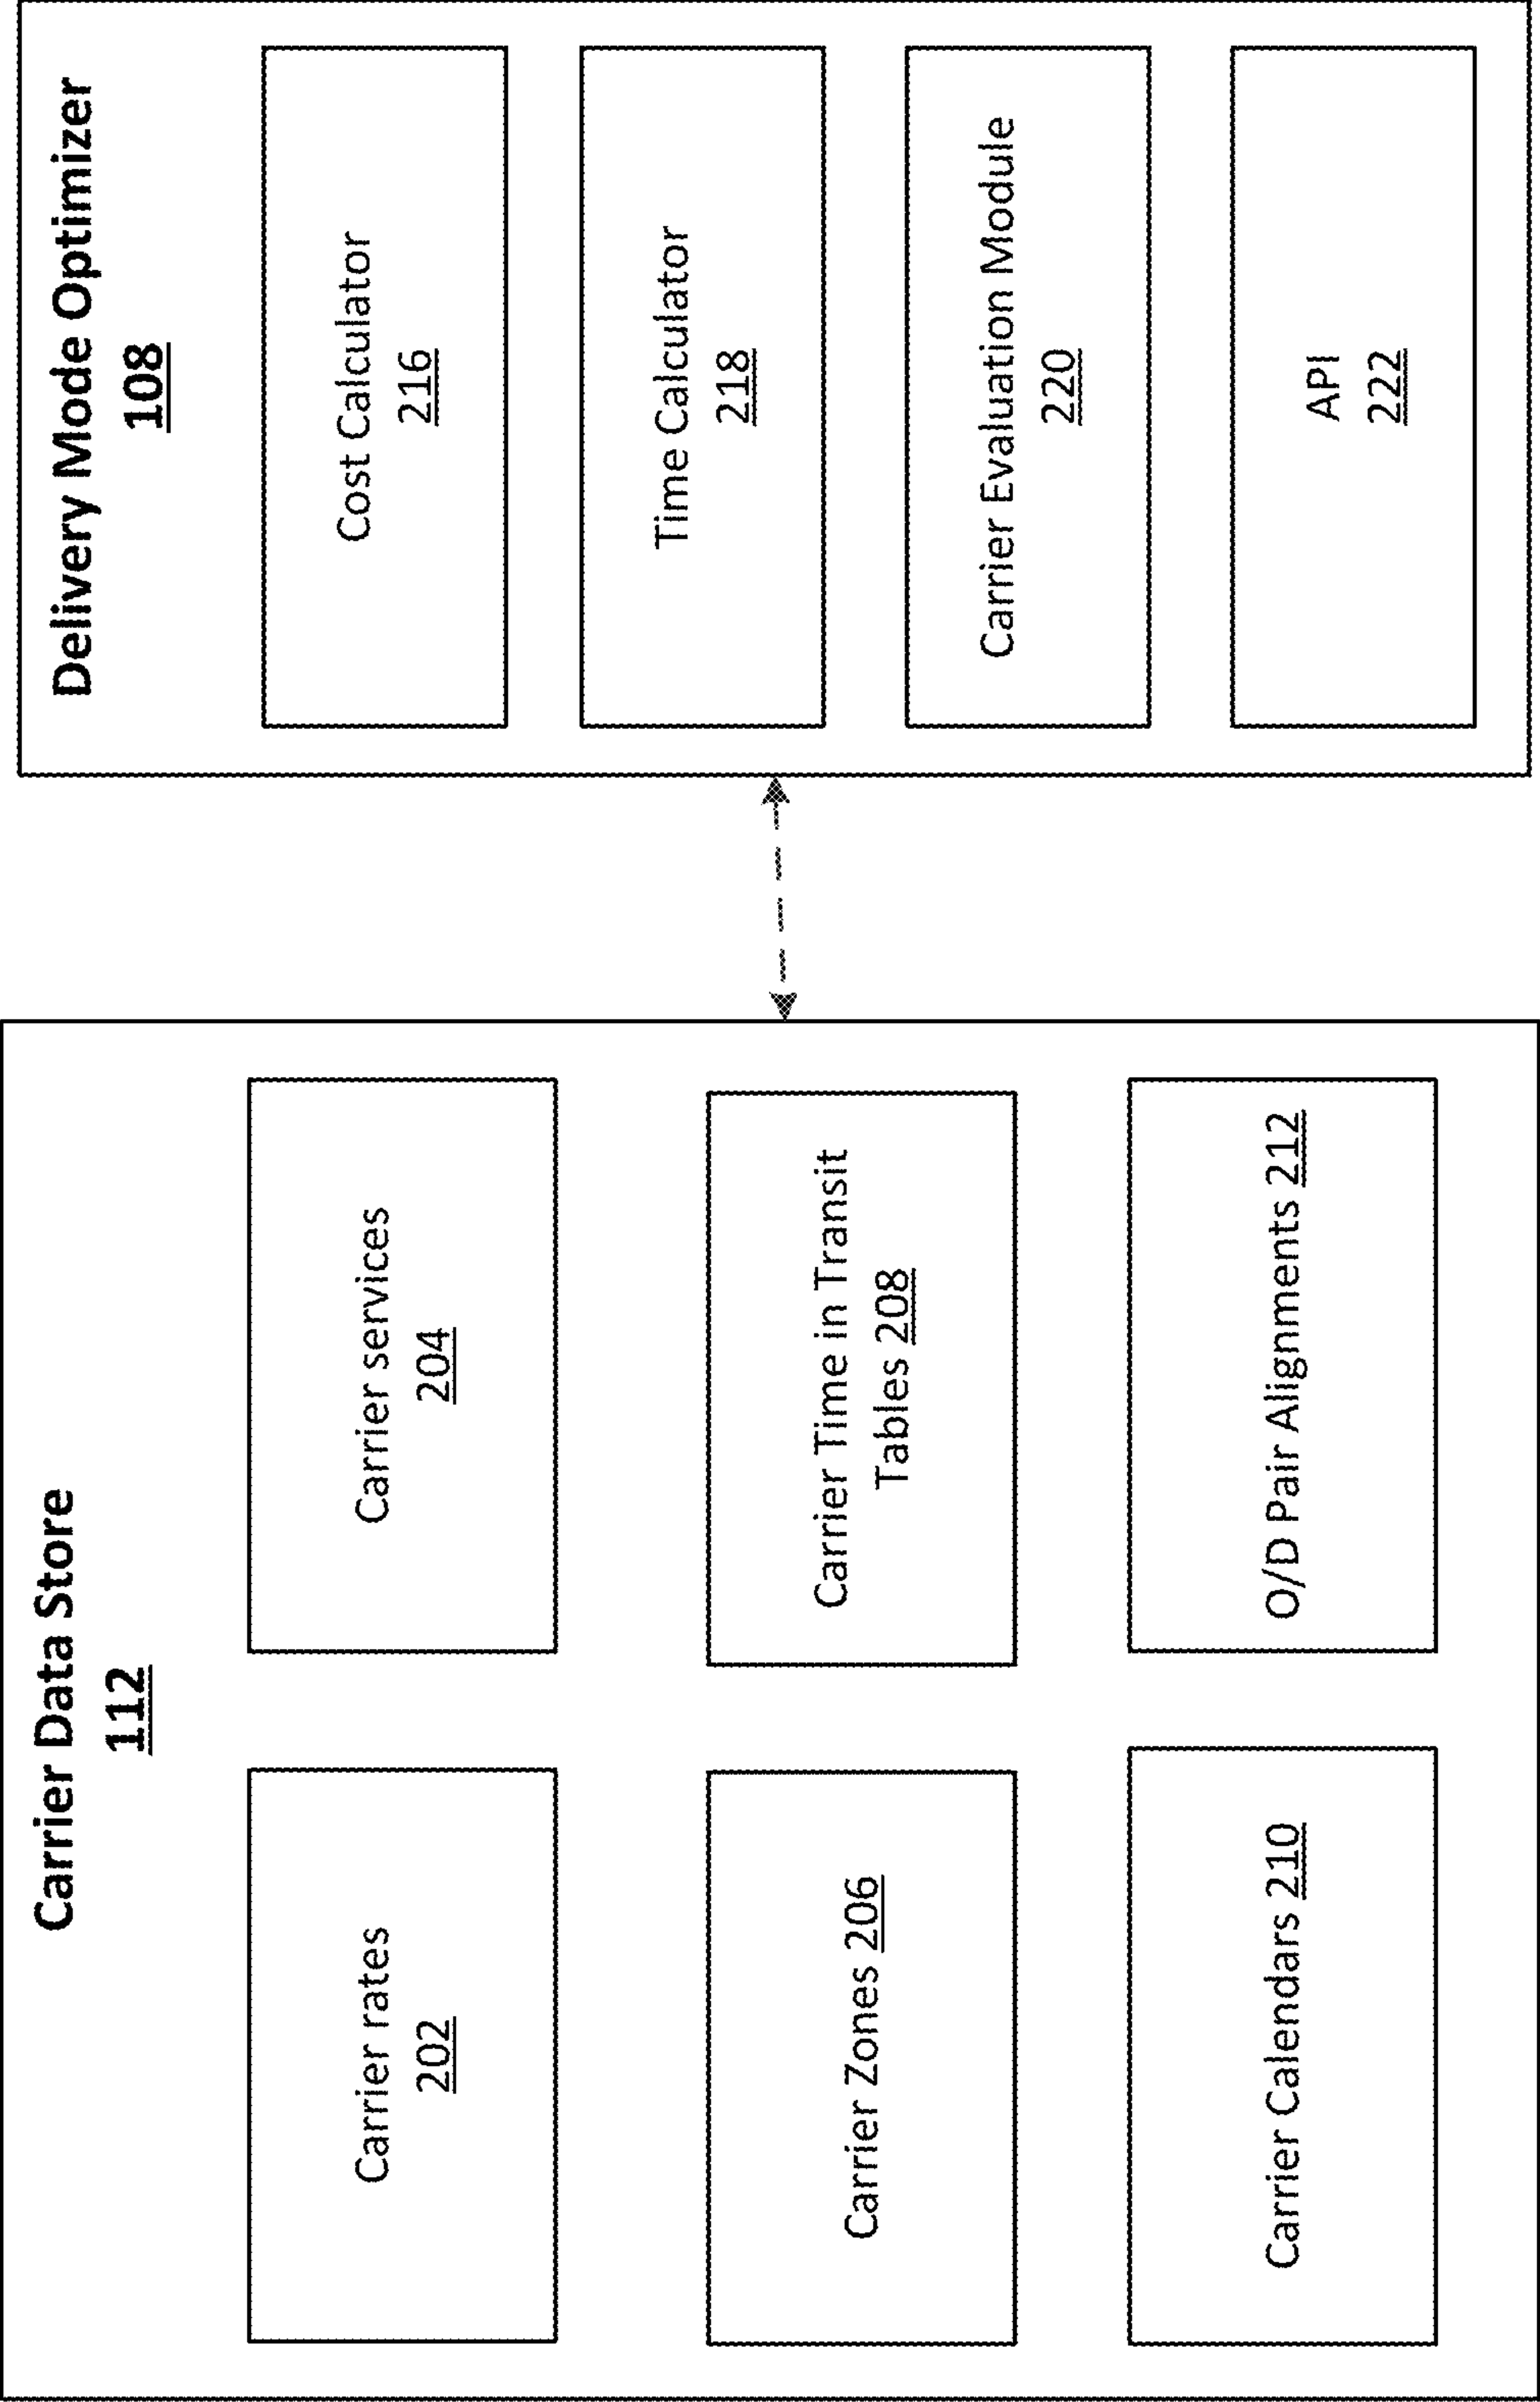 Carrier Data Store
112
Carrier rates
202
Carrier services
204
Carrier Zones 206
Carrier Time in Transit
Tables 208
Carrier Calendars 210
O/D Pair Alignments 212
Delivery Mode Optimizer
108
Cost Calculator
216
Time Calculator
218
Carrier Evaluation Module
220
API
222